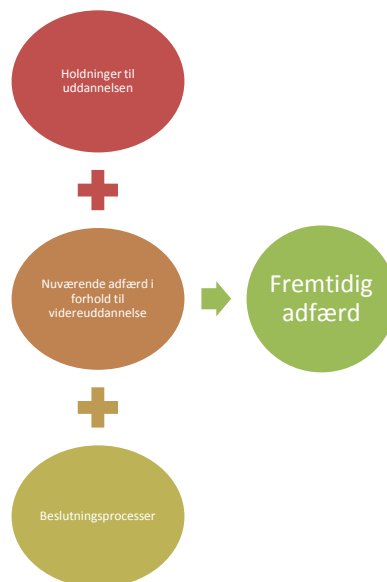 Holdninger til
uddannelsen
Nuværende adfærd i
forhold til
videreuddannelse
Fremtidig
adfærd
Beslutningsprocesser